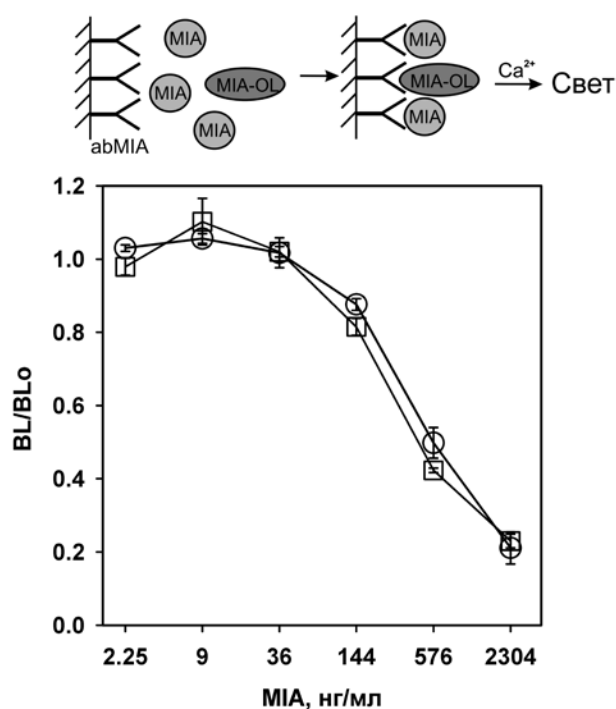 MIA
MIA
MIA-OL
MIA
abMIA
MIA
MIA-OL
MIA
Ca²⁺
Свет
1.2
1.0
0.8
0.6
0.4
0.2
0.0
BL/BLo
2.25 9 36 144 576 2304
MIA, нг/мл